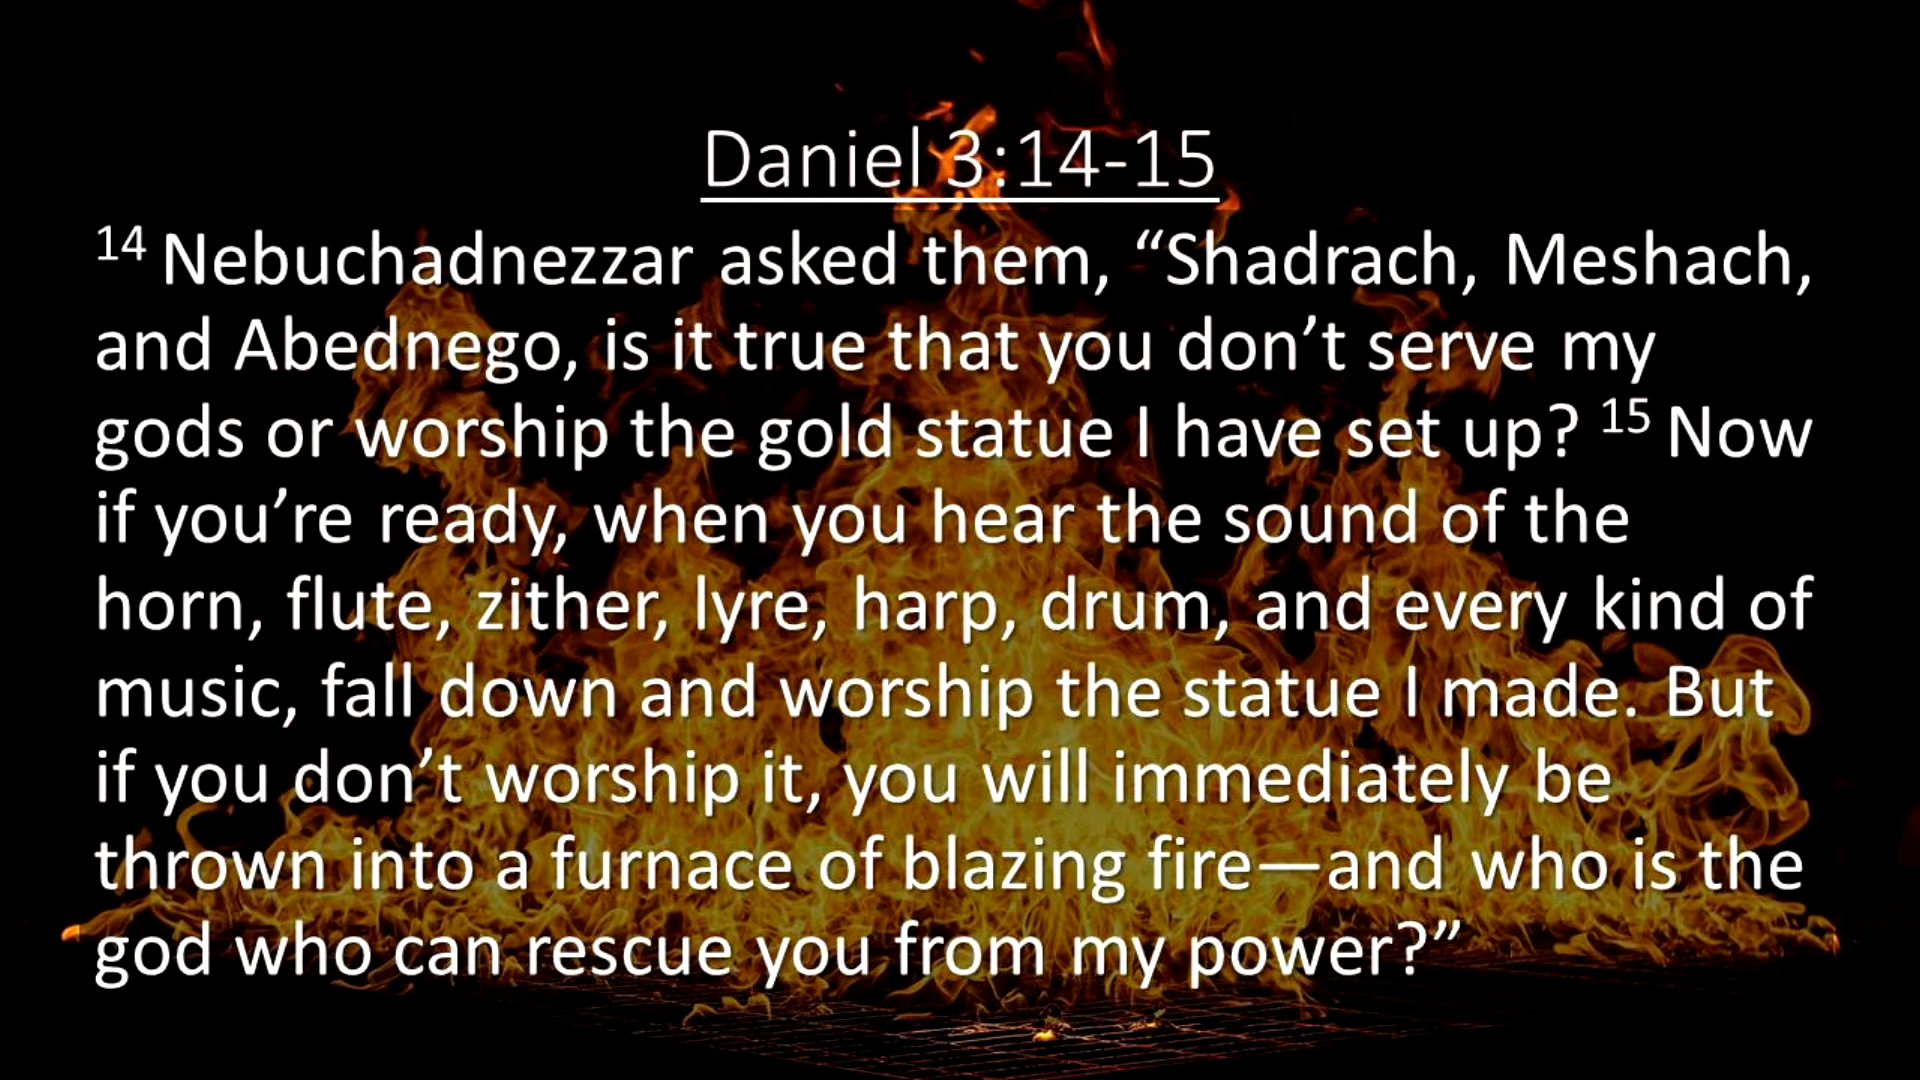 Daniel 3:14-15
14 Nebuchadnezzar asked them, “Shadrach, Meshach,
and Abednego, is it true that you don’t serve my
gods or worship the gold statue I have set up? 15 Now
if you’re ready, when you hear the sound of the
horn, flute, zither, lyre, harp, drum, and every kind of
music, fall down and worship the statue I made. But
if you don’t worship it, you will immediately be
thrown into a furnace of blazing fire—and who is the
god who can rescue you from my power?”